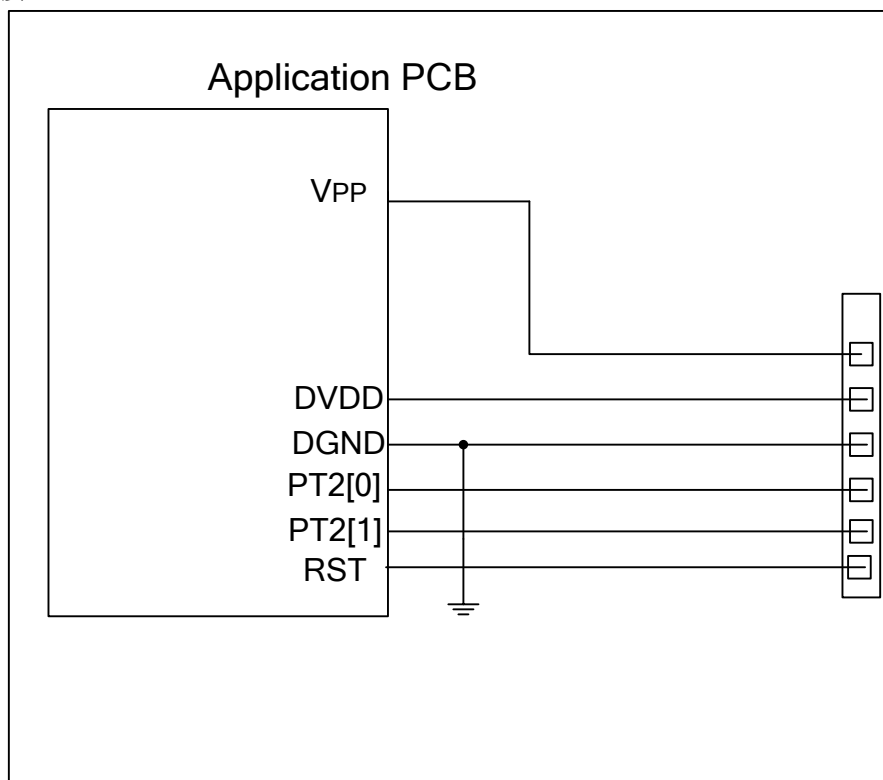 Application PCB
VPP
DVDD
DGND
PT2[0]
PT2[1]
RST